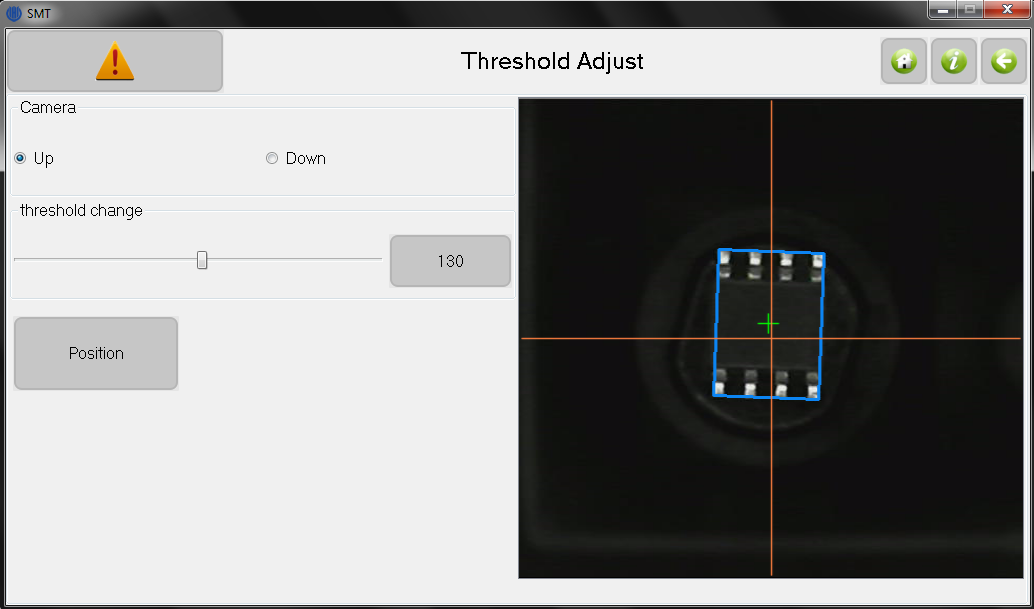 SMT
Threshold Adjust
Camera
Up
Down
threshold change
130
Position